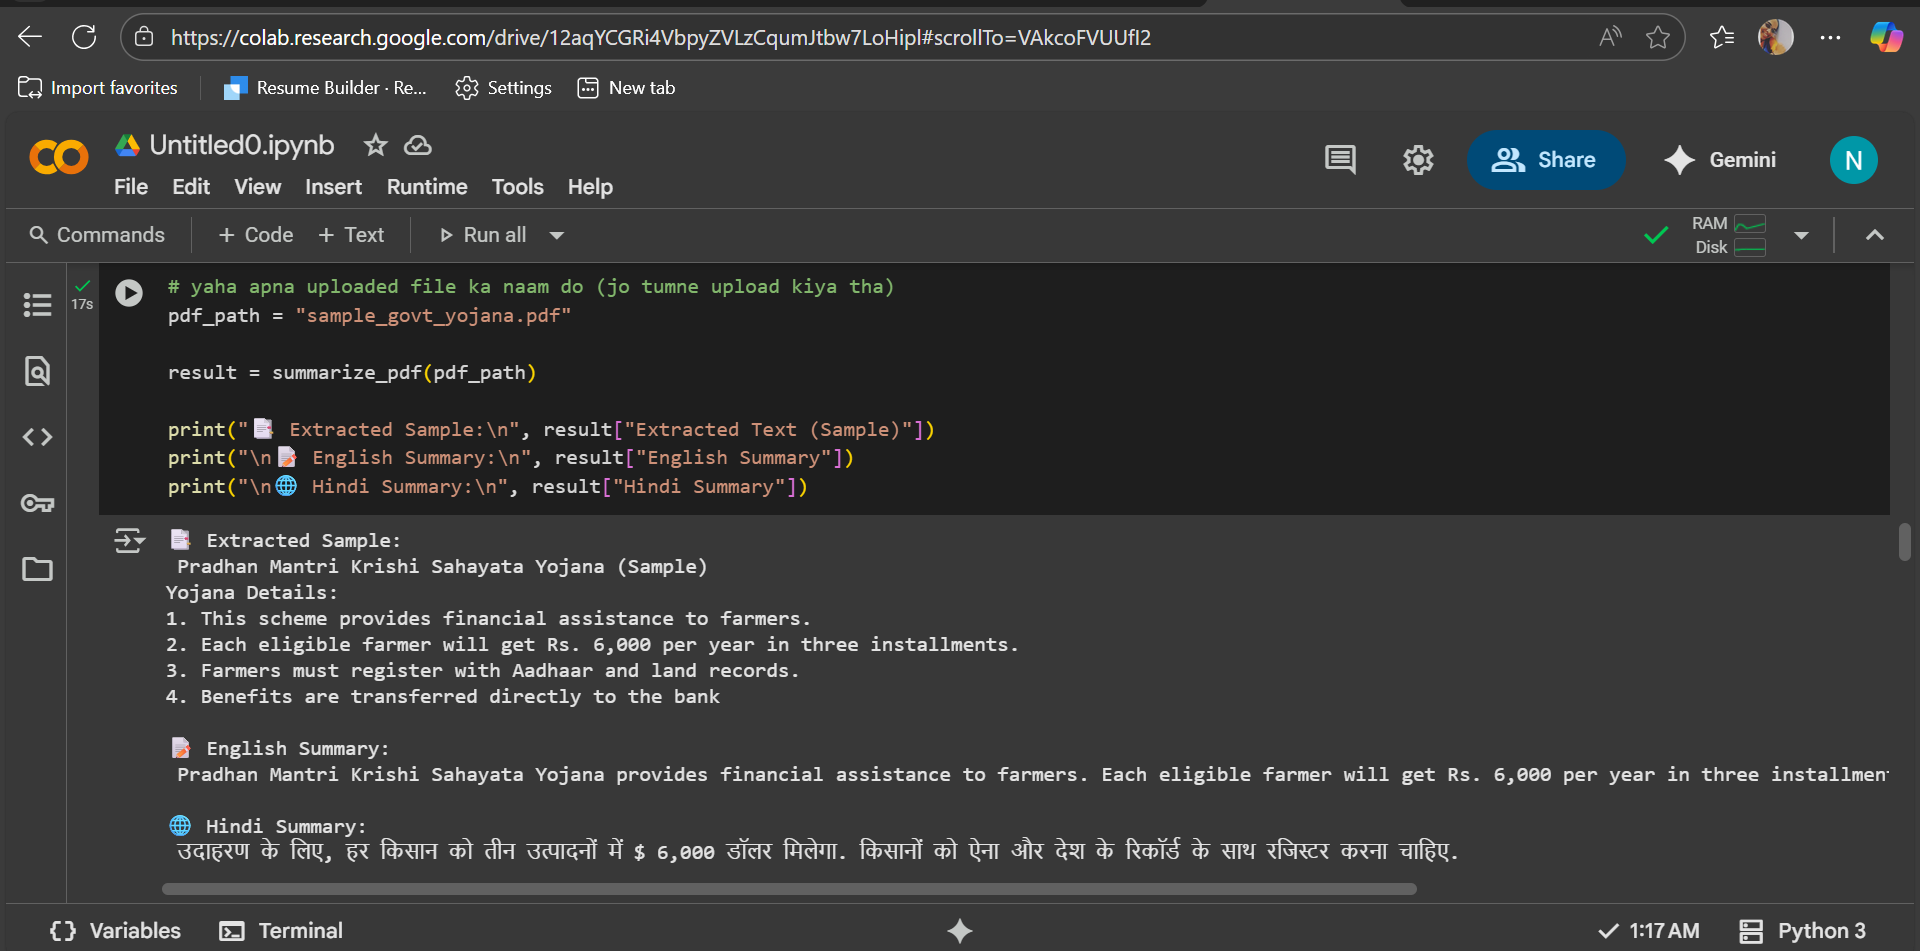 https://colab.research.google.com/drive/12aqYCGRi4VbpyZVLzCqumJtbw7LoHipI#scrollTo=VAkcoFVUUfI2
Import favorites
Resume Builder · Re...
Settings
New tab
Untitled0.ipynb
Share
Gemini
N
File Edit View Insert Runtime Tools Help
Commands
+ Code
+ Text
Run all
RAM
Disk
17s
# yaha apna uploaded file ka naam do (jo tumne upload kiya tha)
pdf_path = "sample_govt_yojana.pdf"
result = summarize_pdf(pdf_path)
print("📑 Extracted Sample:\n", result["Extracted Text (Sample)"])
print("\n📝 English Summary:\n", result["English Summary"])
print("\n🌐 Hindi Summary:\n", result["Hindi Summary"])
📑 Extracted Sample:
Pradhan Mantri Krishi Sahayata Yojana (Sample)
Yojana Details:
1. This scheme provides financial assistance to farmers.
2. Each eligible farmer will get Rs. 6,000 per year in three installments.
3. Farmers must register with Aadhaar and land records.
4. Benefits are transferred directly to the bank
📝 English Summary:
Pradhan Mantri Krishi Sahayata Yojana provides financial assistance to farmers. Each eligible farmer will get Rs. 6,000 per year in three installmen
🌐 Hindi Summary:
उदाहरण के लिए, हर किसान को तीन उत्पादनों में $ 6,000 डॉलर मिलेगा. किसानों को ऐना और देश के रिकॉर्ड के साथ रजिस्टर करना चाहिए.
Variables
Terminal
1:17 AM
Python 3